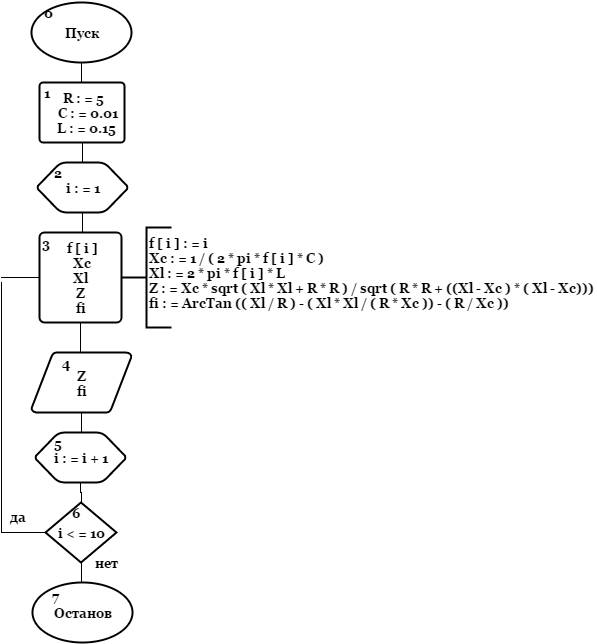 0
Пуск
1
R : = 5
C : = 0.01
L : = 0.15
2
i : = 1
3
f [ i ]
Xc
Xl
Z
fi
f [ i ] : = i
Xc : = 1 / ( 2 * pi * f [ i ] * C )
Xl : = 2 * pi * f [ i ] * L
Z : = Xc * sqrt ( Xl * Xl + R * R ) / sqrt ( R * R + ((Xl - Xc ) * ( Xl - Xc)))
fi : = ArcTan (( Xl / R ) - ( Xl * Xl / ( R * Xc )) - ( R / Xc ))
4
Z
fi
5
i : = i + 1
6
i < = 10
да
нет
7
Останов